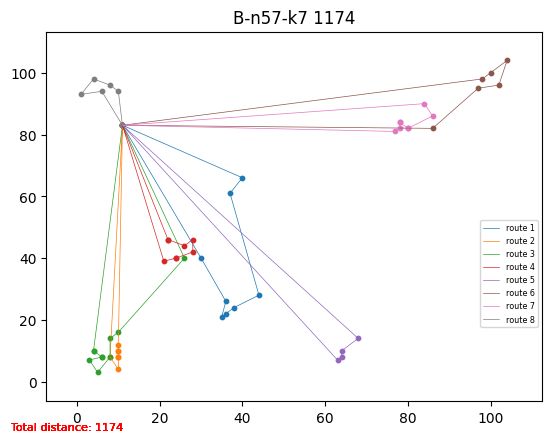 B-n57-k7 1174
100
80
60
40
20
0
route 1
route 2
route 3
route 4
route 5
route 6
route 7
route 8
0
20
40
60
80
100
Total distance: 1174